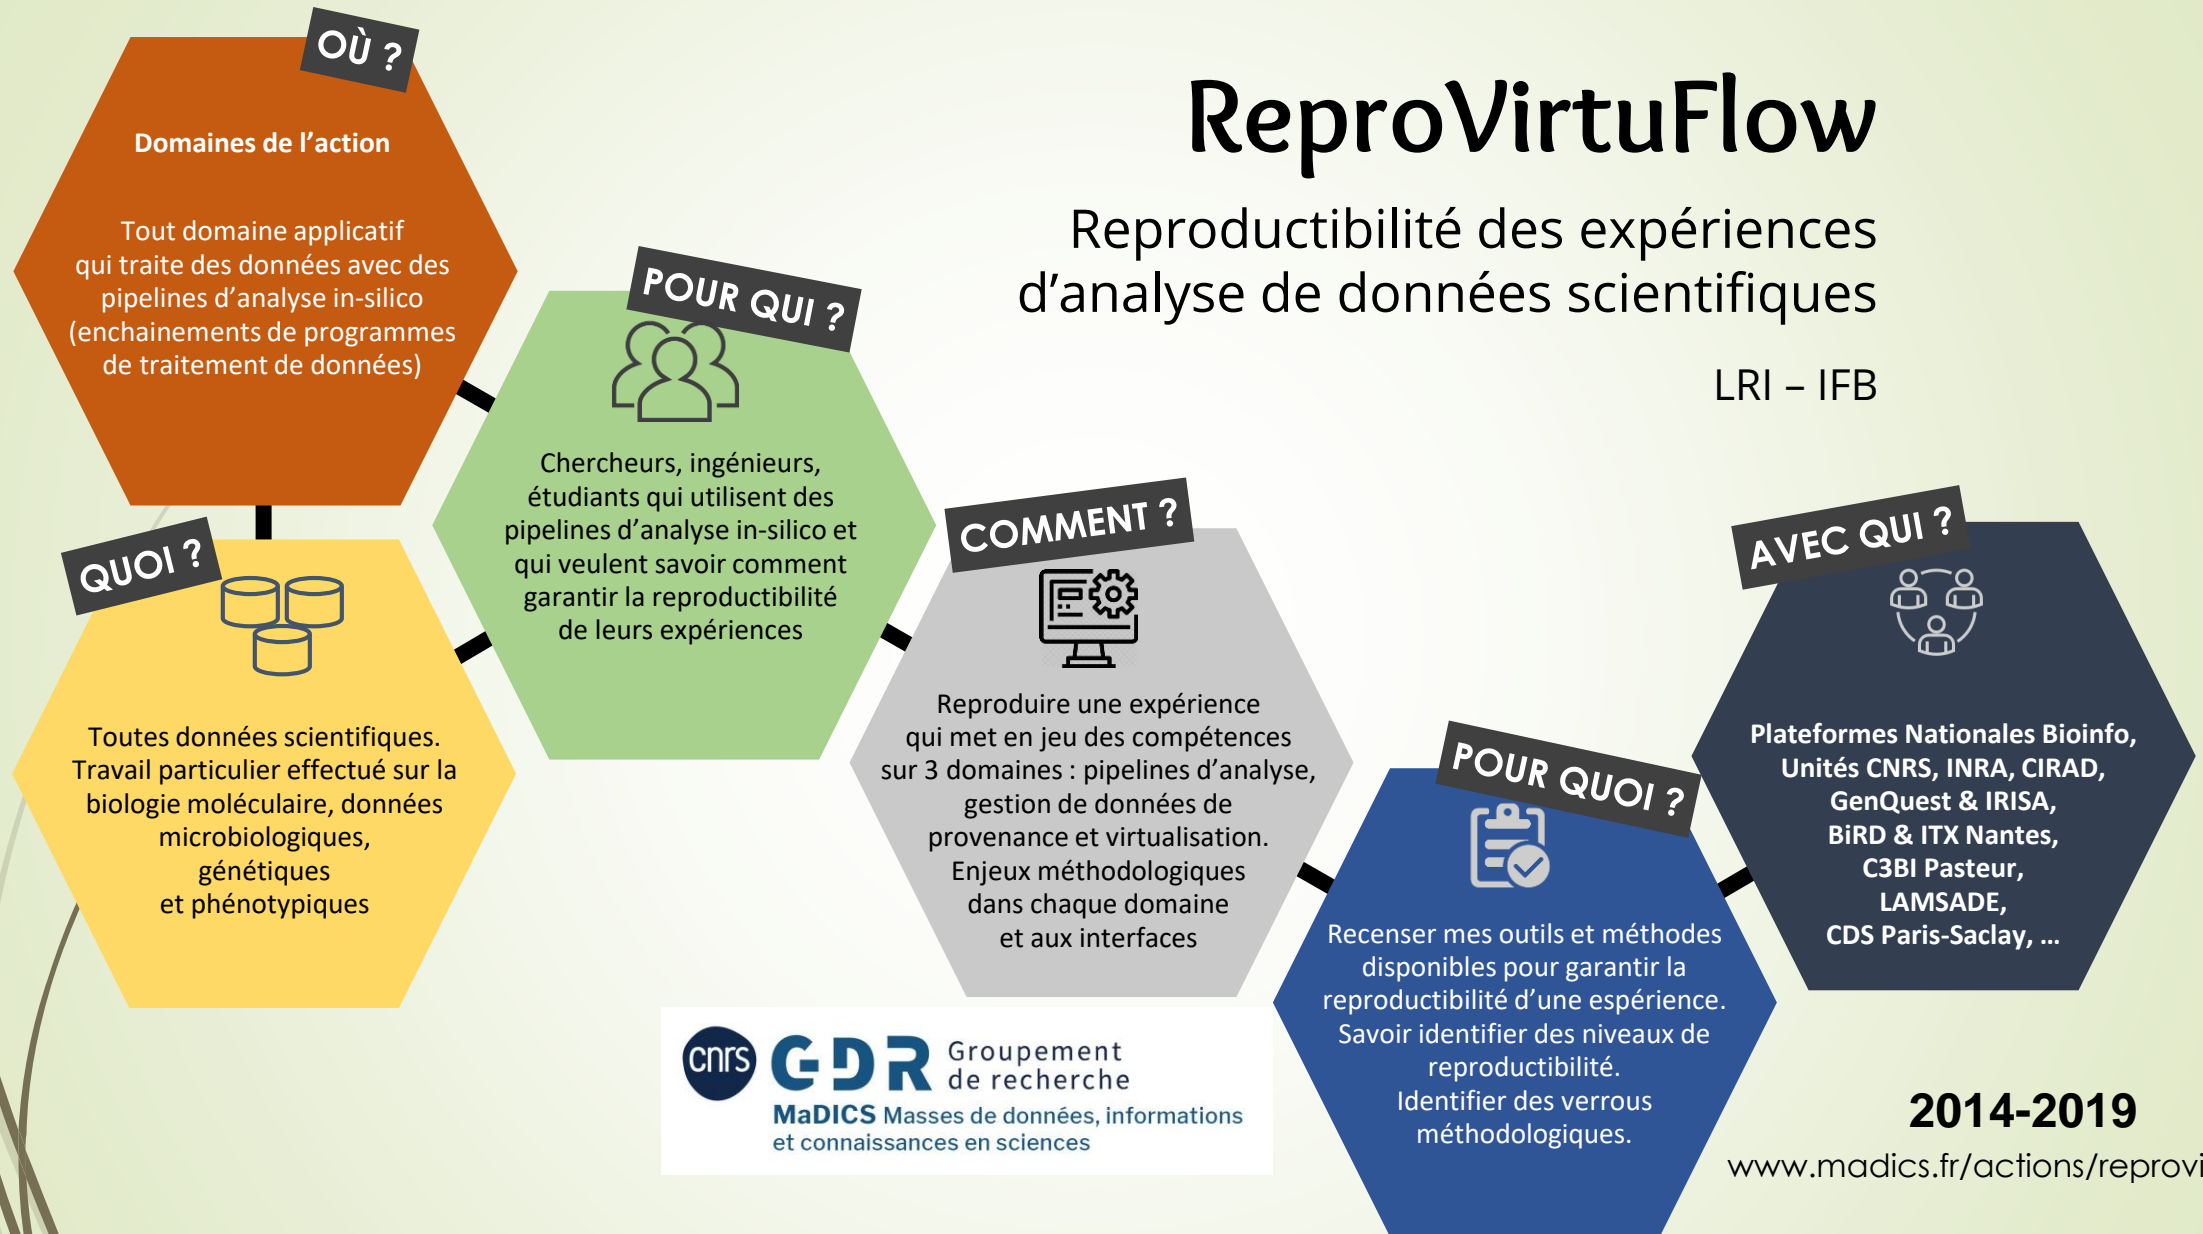 OÙ ?
Domaines de l’action
Tout domaine applicatif
qui traite des données avec des
pipelines d’analyse in-silico
(enchainements de programmes
de traitement de données)
ReproVirtuFlow
Reproductibilité des expériences
d’analyse de données scientifiques
LRI – IFB
POUR QUI ?
Chercheurs, ingénieurs,
étudiants qui utilisent des
pipelines d’analyse in-silico et
qui veulent savoir comment
garantir la reproductibilité
de leurs expériences
QUOI ?
Toutes données scientifiques.
Travail particulier effectué sur la
biologie moléculaire, données
microbiologiques,
génétiques
et phénotypiques
COMMENT ?
Reproduire une expérience
qui met en jeu des compétences
sur 3 domaines : pipelines d’analyse,
gestion de données de
provenance et virtualisation.
Enjeux méthodologiques
dans chaque domaine
et aux interfaces
POUR QUOI ?
Recenser mes outils et méthodes
disponibles pour garantir la
reproductibilité d’une espérience.
Savoir identifier des niveaux de
reproductibilité.
Identifier des verrous
méthodologiques.
AVEC QUI ?
Plateformes Nationales Bioinfo,
Unités CNRS, INRA, CIRAD,
GenQuest & IRISA,
BiRD & ITX Nantes,
C3BI Pasteur,
LAMSADE,
CDS Paris-Saclay, ...
cnrs GDR Groupement
de recherche
MaDICS Masses de données, informations
et connaissances en sciences
2014-2019
www.madics.fr/actions/reprovi